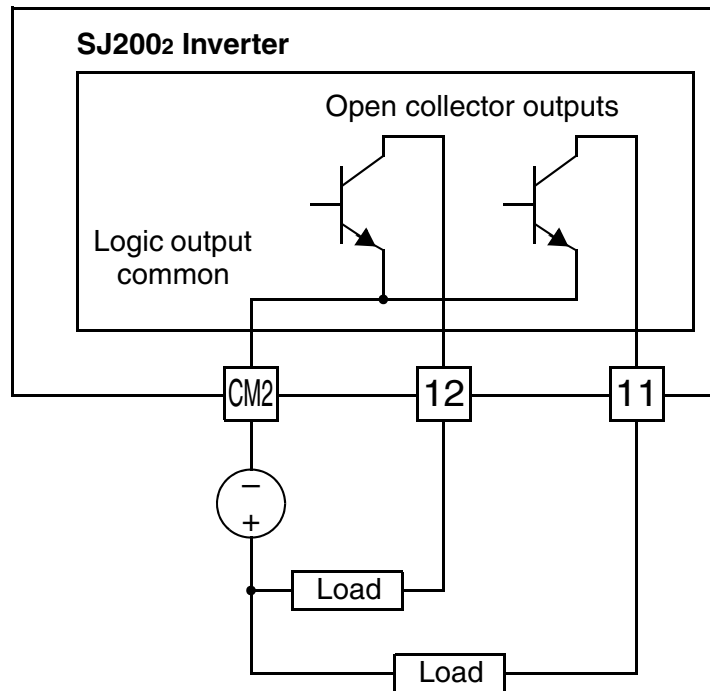 SJ2002 Inverter
Open collector outputs
Logic output
common
CM2
12
11
–
+
Load
Load